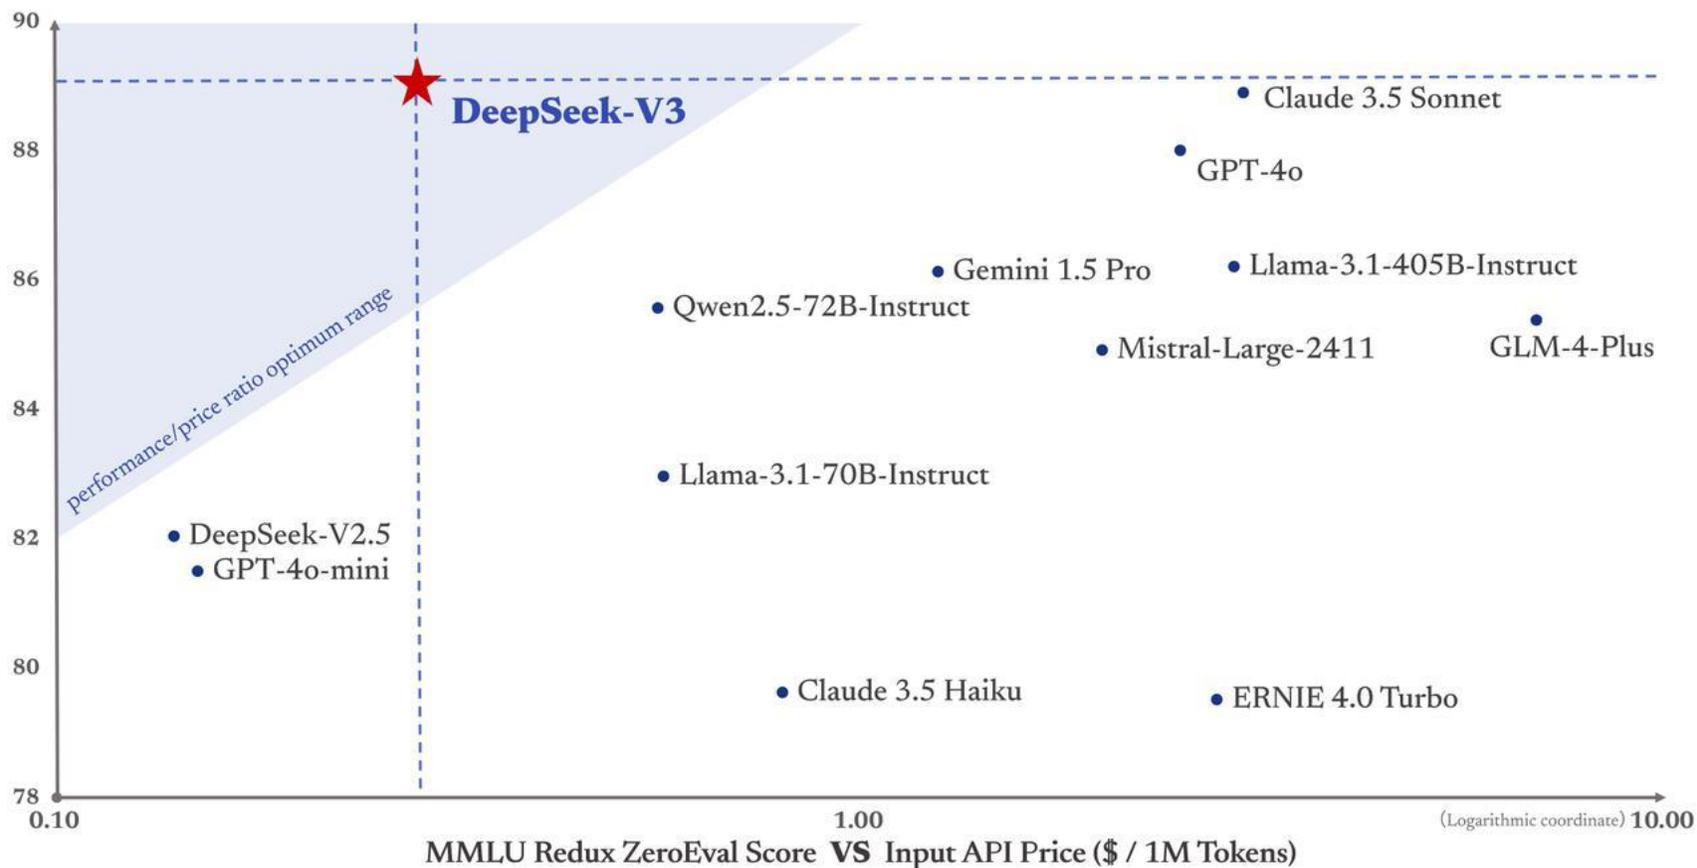 90
DeepSeek-V3
Claude 3.5 Sonnet
88
GPT-4o
86
Gemini 1.5 Pro
Llama-3.1-405B-Instruct
Qwen2.5-72B-Instruct
Mistral-Large-2411
GLM-4-Plus
performance/price ratio optimum range
84
Llama-3.1-70B-Instruct
82
DeepSeek-V2.5
GPT-4o-mini
80
Claude 3.5 Haiku
ERNIE 4.0 Turbo
78
0.10
1.00
(Logarithmic coordinate) 10.00
MMLU Redux ZeroEval Score VS Input API Price ($ / 1M Tokens)